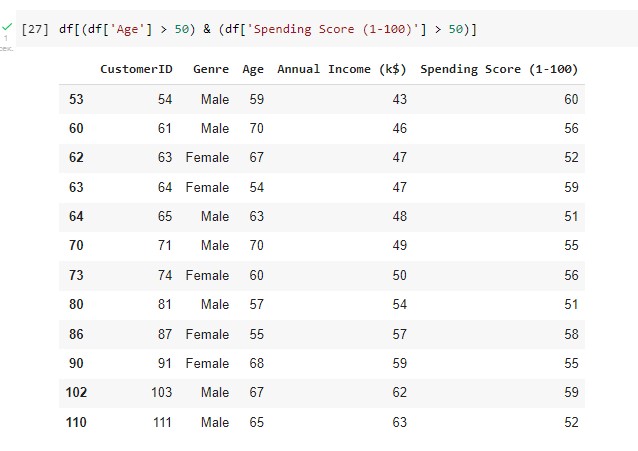 [27] df[(df['Age'] > 50) & (df['Spending Score (1-100)'] > 50)]
1
CustomerID Genre Age Annual Income (k$) Spending Score (1-100)
53 54 Male 59 43 60
60 61 Male 70 46 56
62 63 Female 67 47 52
63 64 Female 54 47 59
64 65 Male 63 48 51
70 71 Male 70 49 55
73 74 Female 60 50 56
80 81 Male 57 54 51
86 87 Female 55 57 58
90 91 Female 68 59 55
102 103 Male 67 62 59
110 111 Male 65 63 52